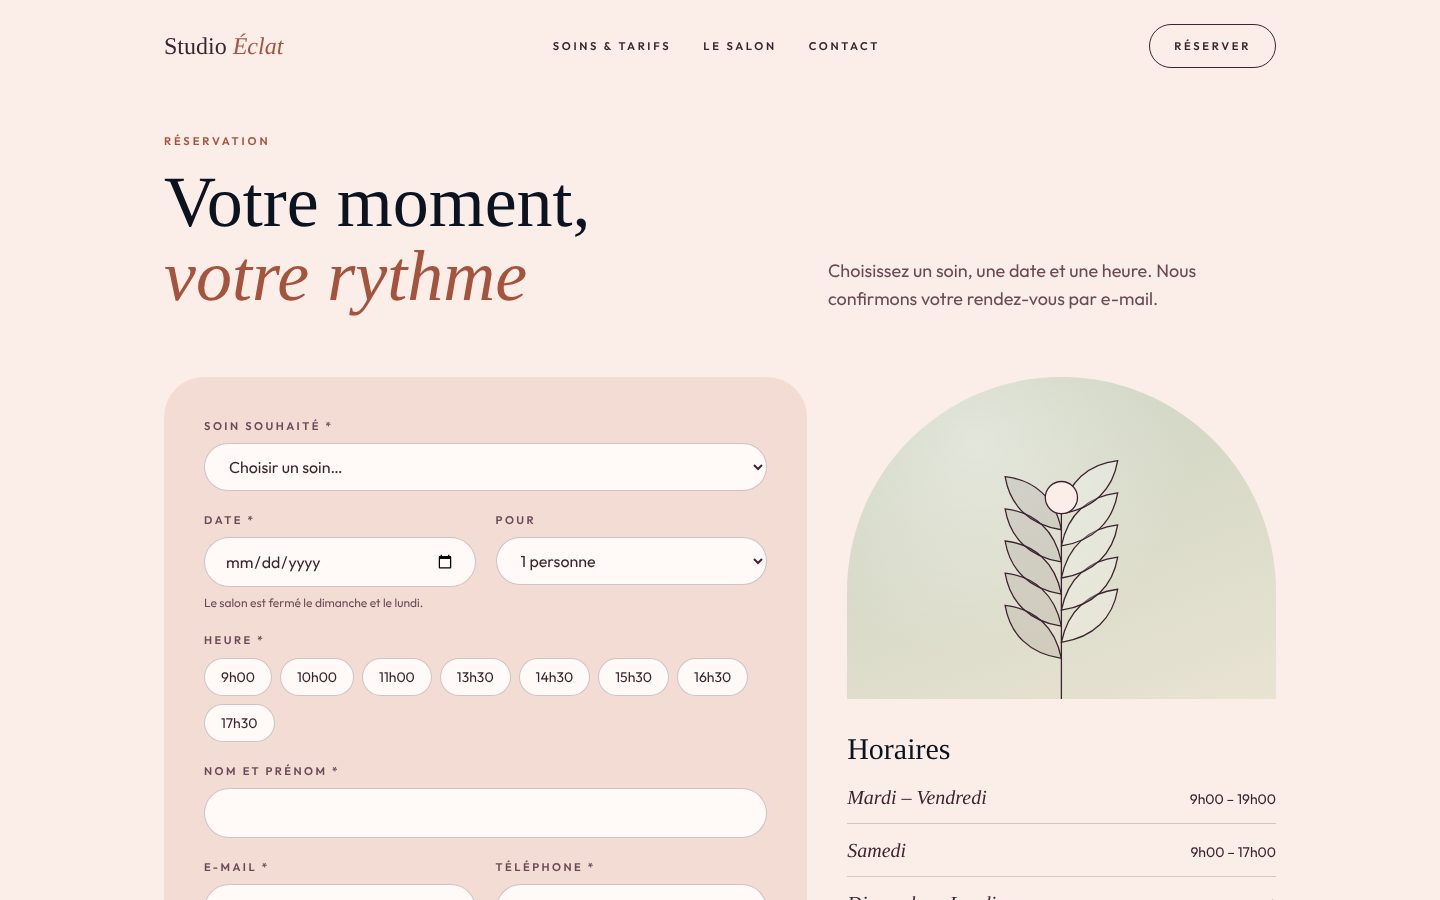 Studio Éclat
SOINS & TARIFS
LE SALON
CONTACT
RÉSERVER
RÉSERVATION
Votre moment,
votre rythme
Choisissez un soin, une date et une heure. Nous
confirmons votre rendez-vous par e-mail.
SOIN SOUHAITÉ *
Choisir un soin…
DATE *
POUR
mm/dd/yyyy
1 personne
Le salon est fermé le dimanche et le lundi.
HEURE *
9h00
10h00
11h00
13h30
14h30
15h30
16h30
17h30
NOM ET PRÉNOM *
E-MAIL *
TÉLÉPHONE *
Horaires
Mardi – Vendredi
9h00 – 19h00
Samedi
9h00 – 17h00